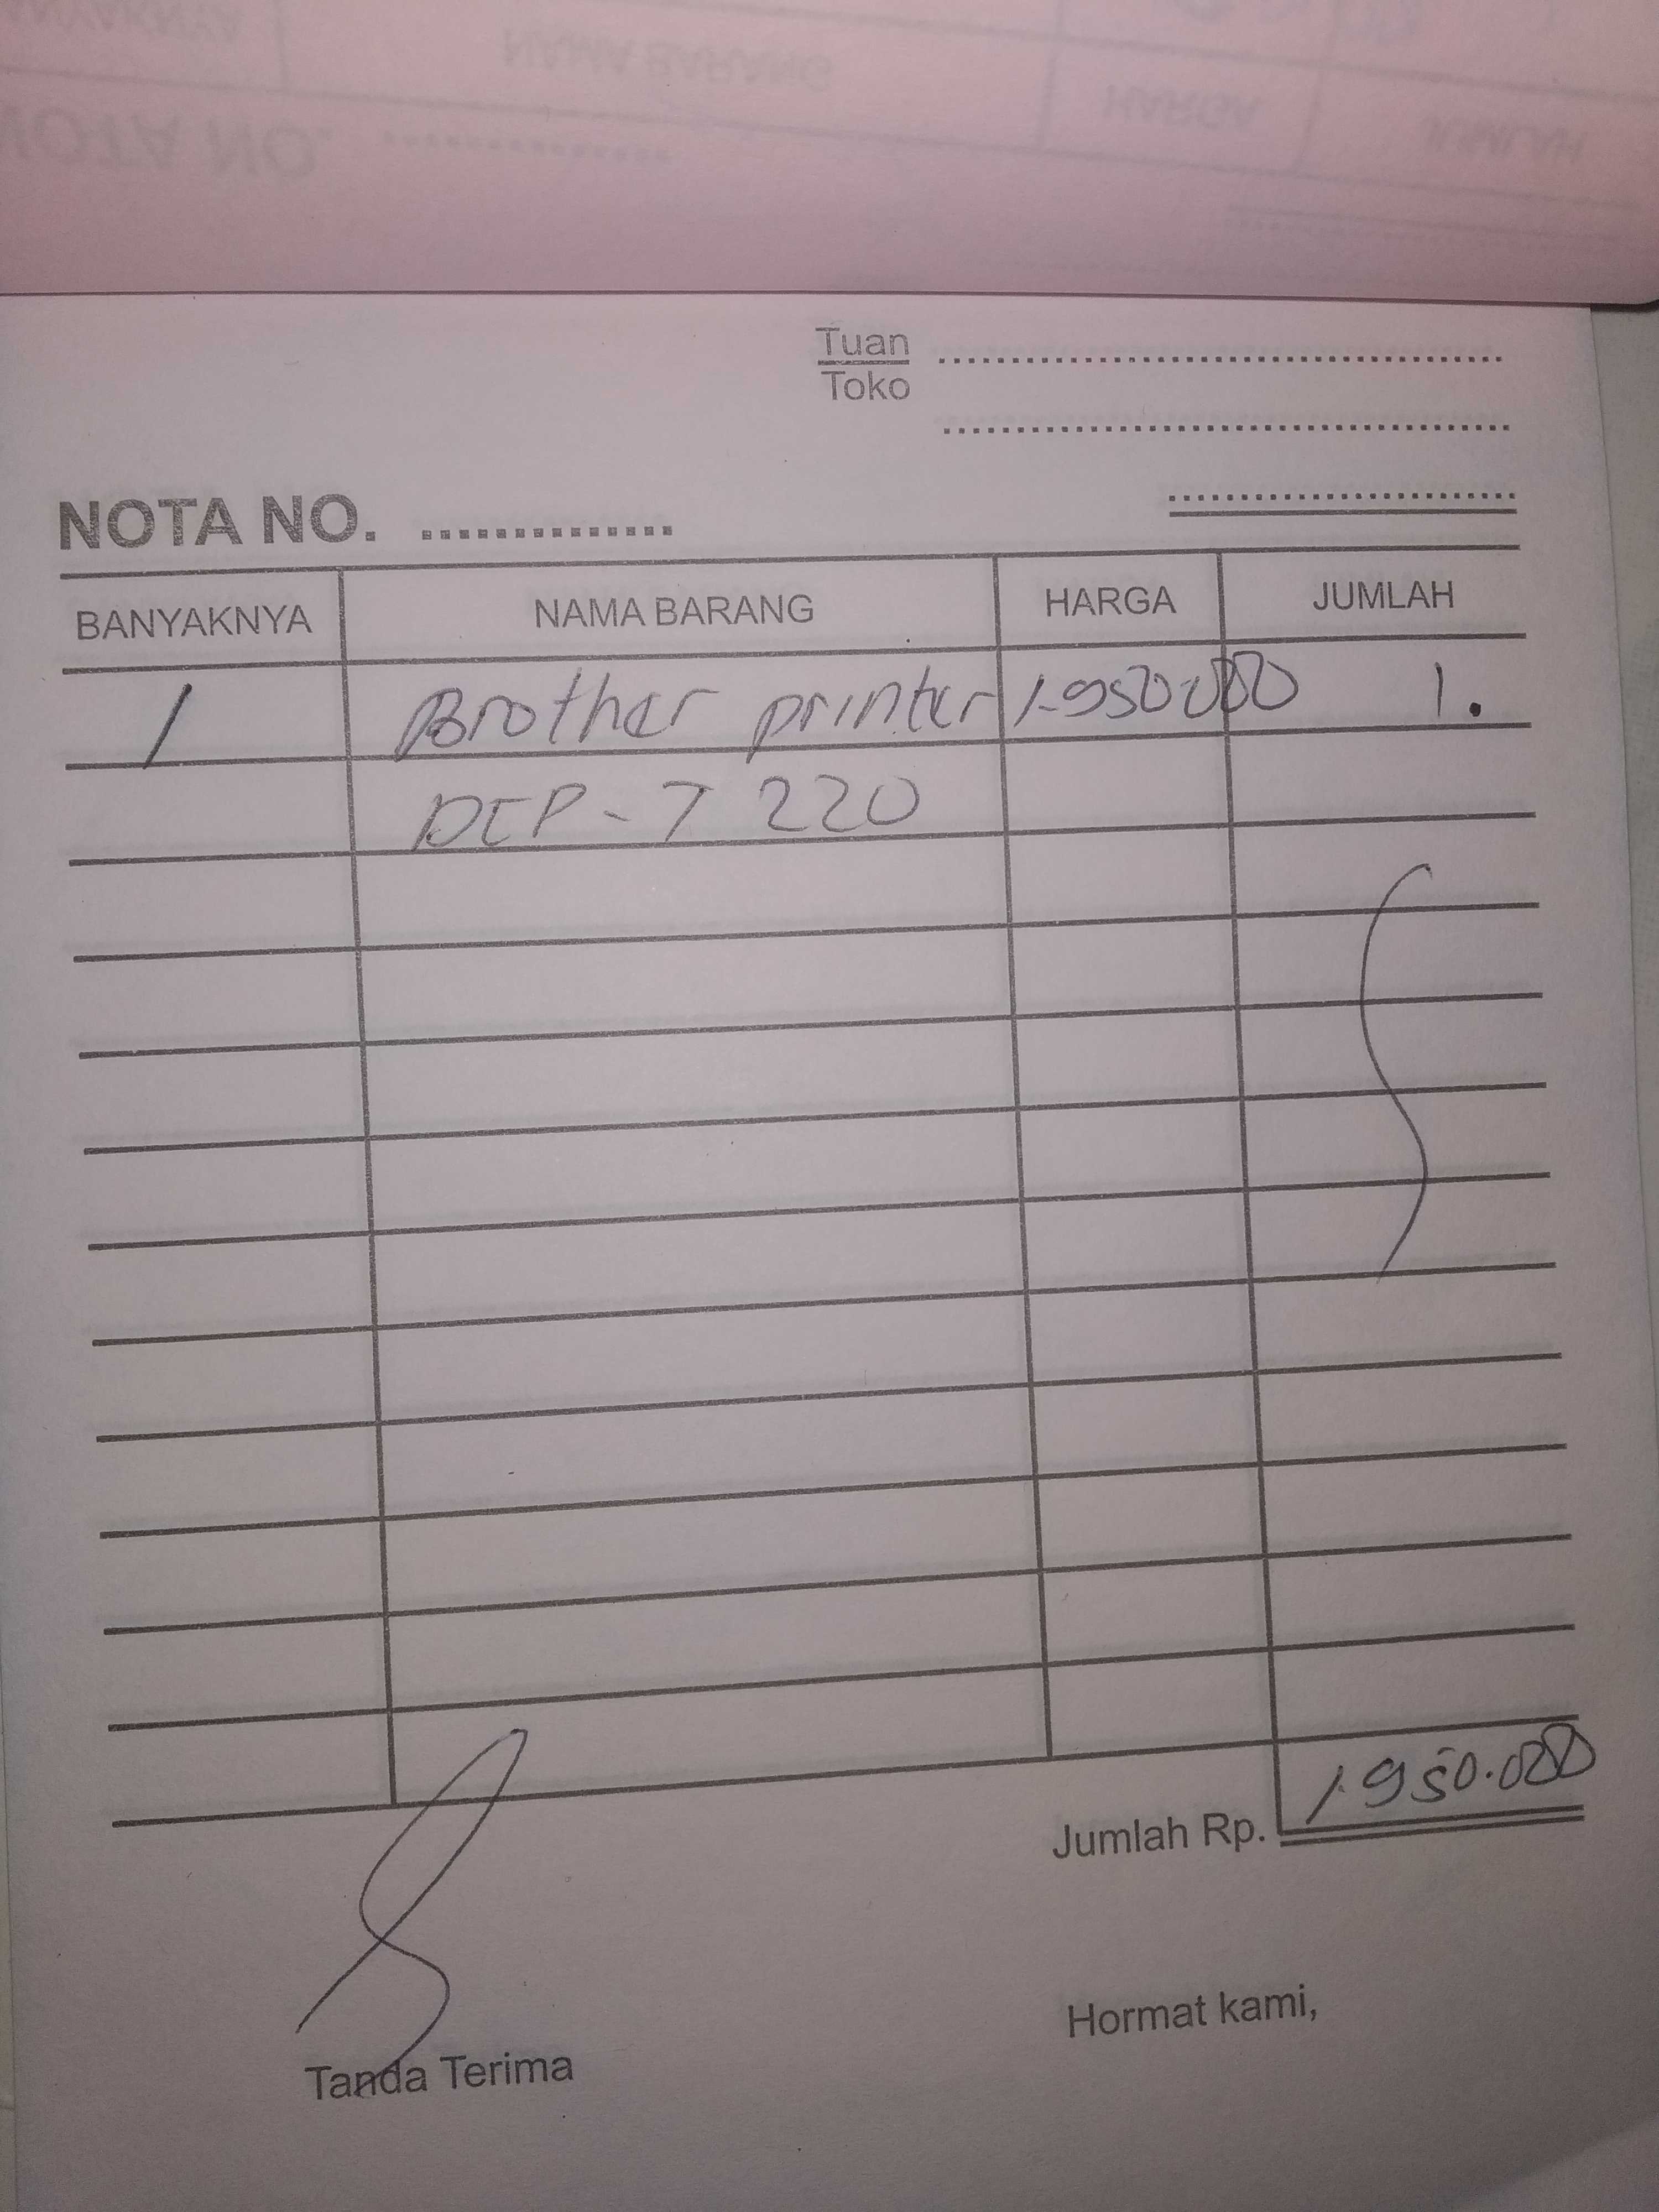 Tuan
Toko
NOTA NO.
BANYAKNYA NAMA BARANG HARGA JUMLAH
1 Brother printer 1.950.000 1.
DCP-T 220
Jumlah Rp. 1.950.000
Tanda Terima Hormat kami,